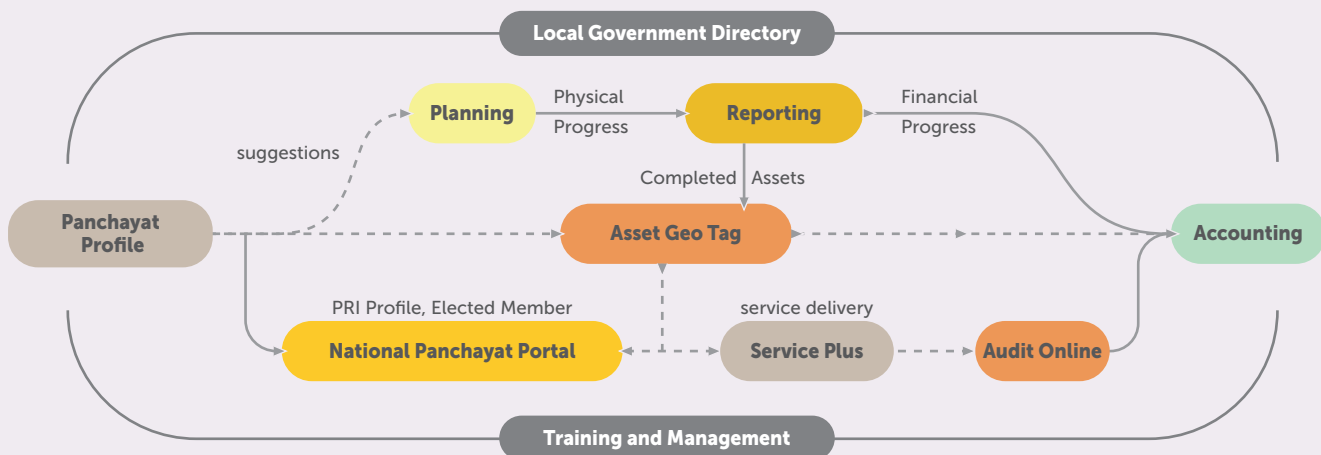 Local Government Directory
Planning
Physical
Progress
Reporting
Financial
Progress
suggestions
Completed Assets
Panchayat
Profile
Asset Geo Tag
Accounting
PRI Profile, Elected Member
service delivery
National Panchayat Portal
Service Plus
Audit Online
Training and Management